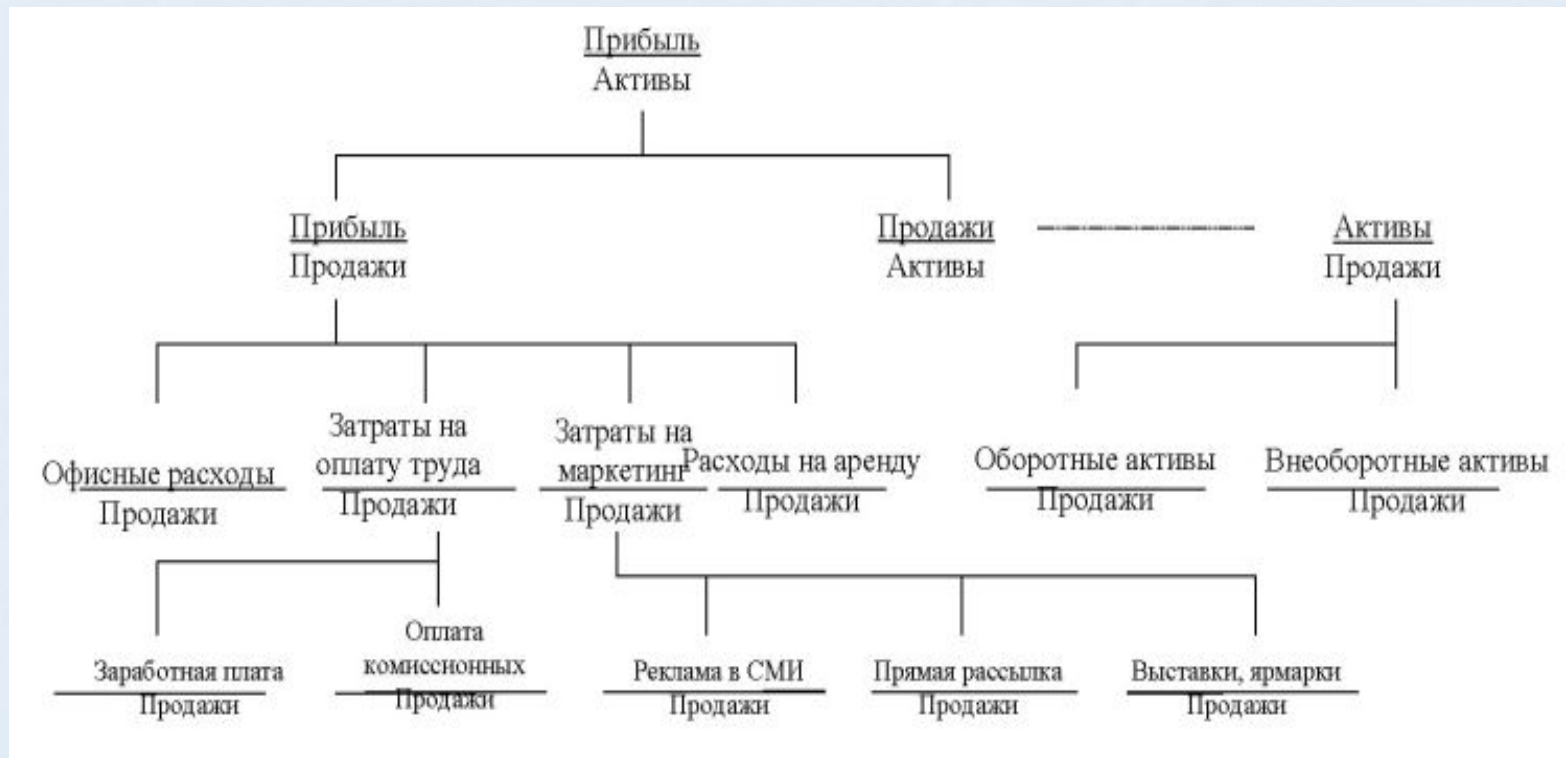 Прибыль
Активы
Прибыль
Продажи
Продажи
Активы
Активы
Продажи
Офисные расходы
Продажи
Затраты на
оплату труда
Продажи
Затраты на
маркетинг
Продажи
Расходы на аренду
Продажи
Оборотные активы
Продажи
Внеоборотные активы
Продажи
Заработная плата
Продажи
Оплата
комиссионных
Продажи
Реклама в СМИ
Продажи
Прямая рассылка
Продажи
Выставки, ярмарки
Продажи